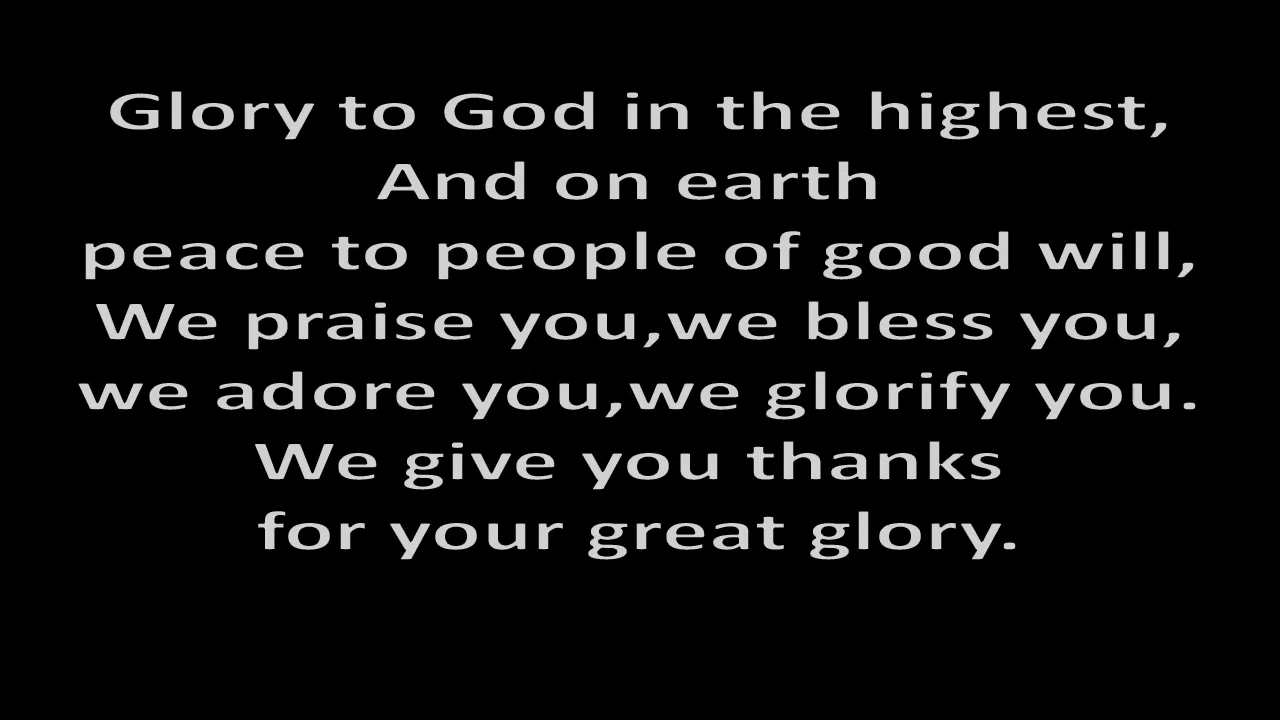 Glory to God in the highest,
And on earth
peace to people of good will,
We praise you,we bless you,
we adore you,we glorify you.
We give you thanks
for your great glory.